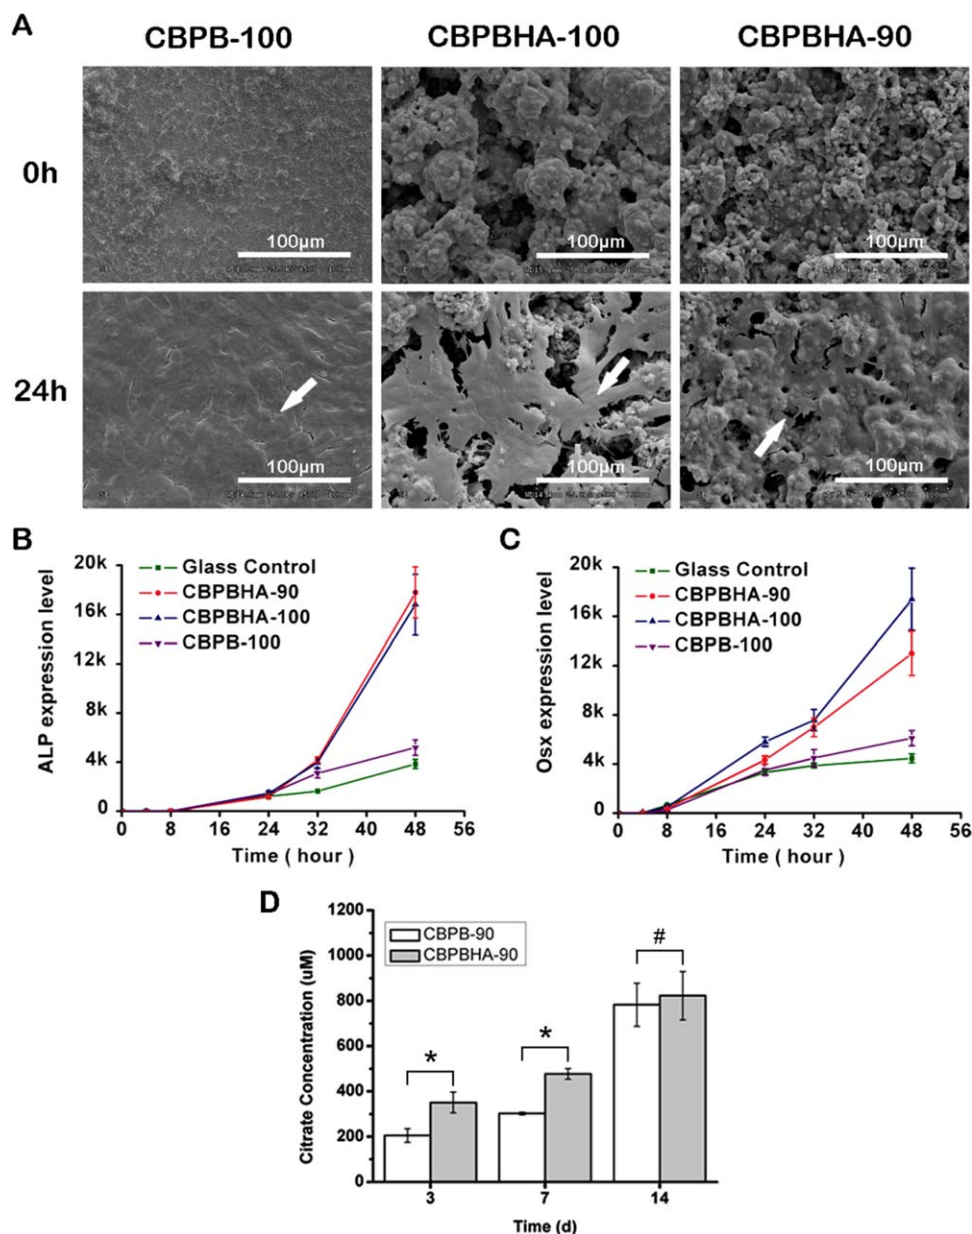 A
CBPB-100 CBPBHA-100 CBPBHA-90
0h
100µm 100µm 100µm
24h
100µm 100µm 100µm
B
20k
16k
12k
8k
4k
0
ALP expression level
Glass Control
CBPBHA-90
CBPBHA-100
CBPB-100
0 8 16 24 32 40 48 56
Time ( hour )
C
20k
16k
12k
8k
4k
0
Osx expression level
Glass Control
CBPBHA-90
CBPBHA-100
CBPB-100
0 8 16 24 32 40 48 56
Time ( hour )
D
1200
1000
800
600
400
200
0
Citrate Concentration (uM)
CBPB-90
CBPBHA-90
* * #
3 7 14
Time (d)